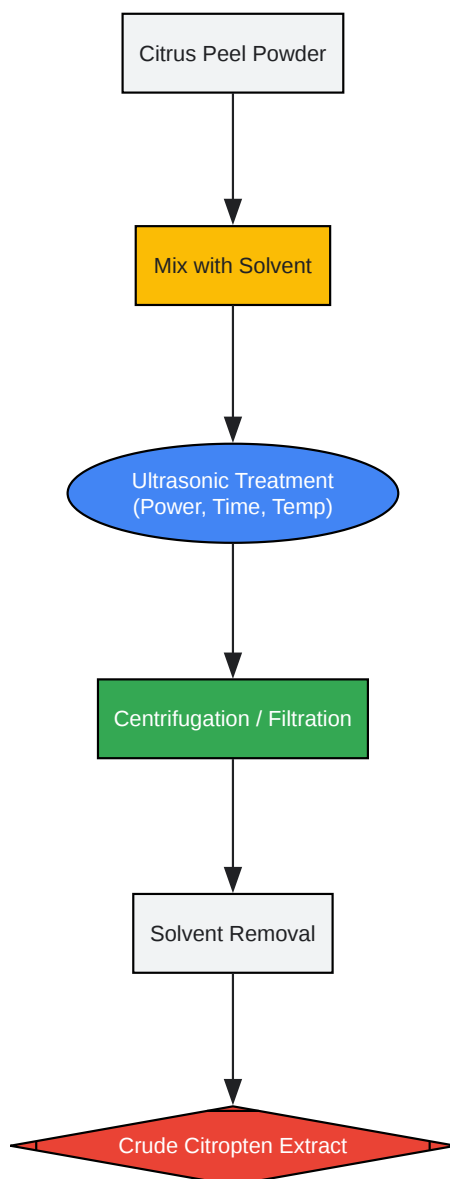 Citrus Peel Powder
Mix with Solvent
Ultrasonic Treatment
(Power, Time, Temp)
Centrifugation / Filtration
Solvent Removal
Crude Citropten Extract